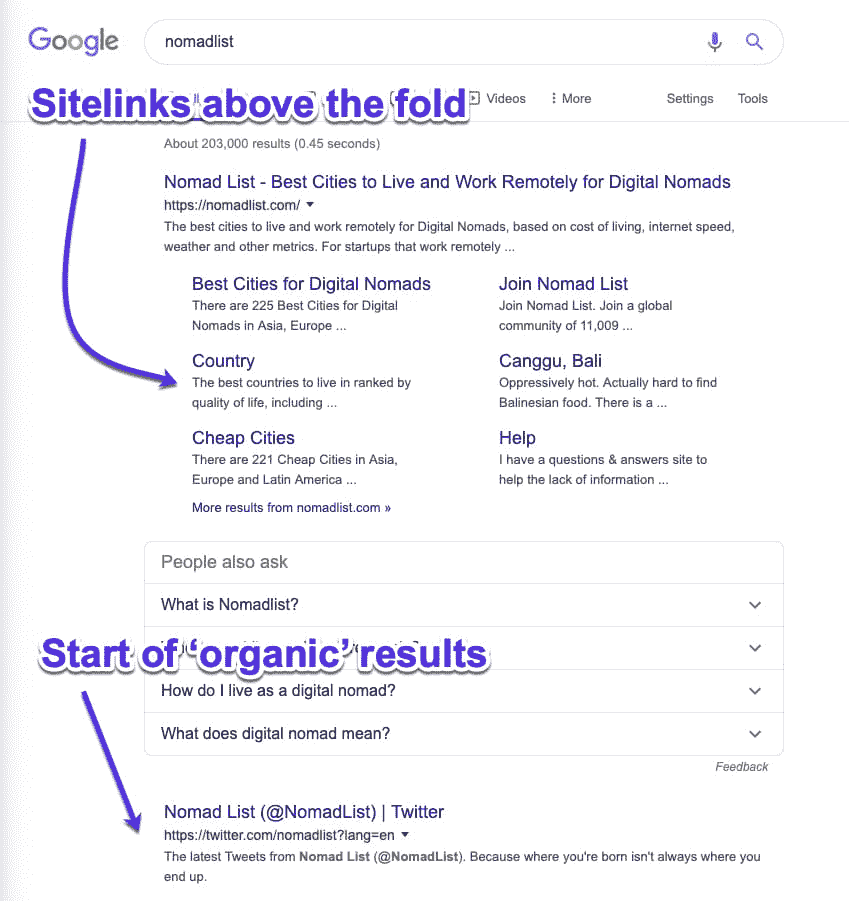 Google
nomadlist
Sitelinks above the fold
Videos
More
Settings
Tools
About 203,000 results (0.45 seconds)
Nomad List - Best Cities to Live and Work Remotely for Digital Nomads
https://nomadlist.com/
The best cities to live and work remotely for Digital Nomads, based on cost of living, internet speed,
weather and other metrics. For startups that work remotely ...
Best Cities for Digital Nomads
There are 225 Best Cities for Digital
Nomads in Asia, Europe ...
Join Nomad List
Join Nomad List. Join a global
community of 11,009 ...
Country
The best countries to live in ranked by
quality of life, including ...
Canggu, Bali
Oppressively hot. Actually hard to find
Balinesian food. There is a ...
Cheap Cities
There are 221 Cheap Cities in Asia,
Europe and Latin America ...
Help
I have a questions & answers site to
help the lack of information ...
More results from nomadlist.com »
People also ask
What is Nomadlist?
Start of ‘organic’ results
How do I live as a digital nomad?
What does digital nomad mean?
Feedback
Nomad List (@NomadList) | Twitter
https://twitter.com/nomadlist?lang=en
The latest Tweets from Nomad List (@NomadList). Because where you're born isn't always where you
end up.